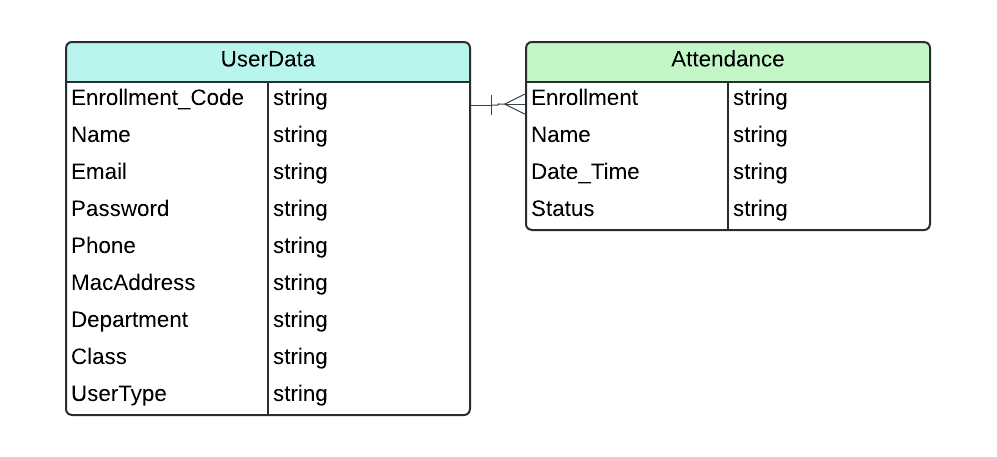 UserData
Enrollment_Code string
Name string
Email string
Password string
Phone string
MacAddress string
Department string
Class string
UserType string
Attendance
Enrollment string
Name string
Date_Time string
Status string